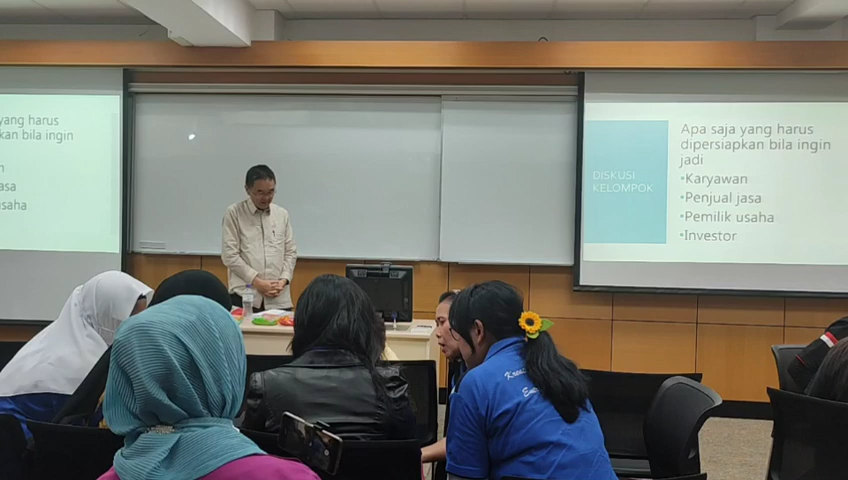 yang harus
kan bila ingin
n
asa
saha
DISKUSI
KELOMPOK
Apa saja yang harus
dipersiapkan bila ingin
jadi
•Karyawan
•Penjual jasa
•Pemilik usaha
•Investor